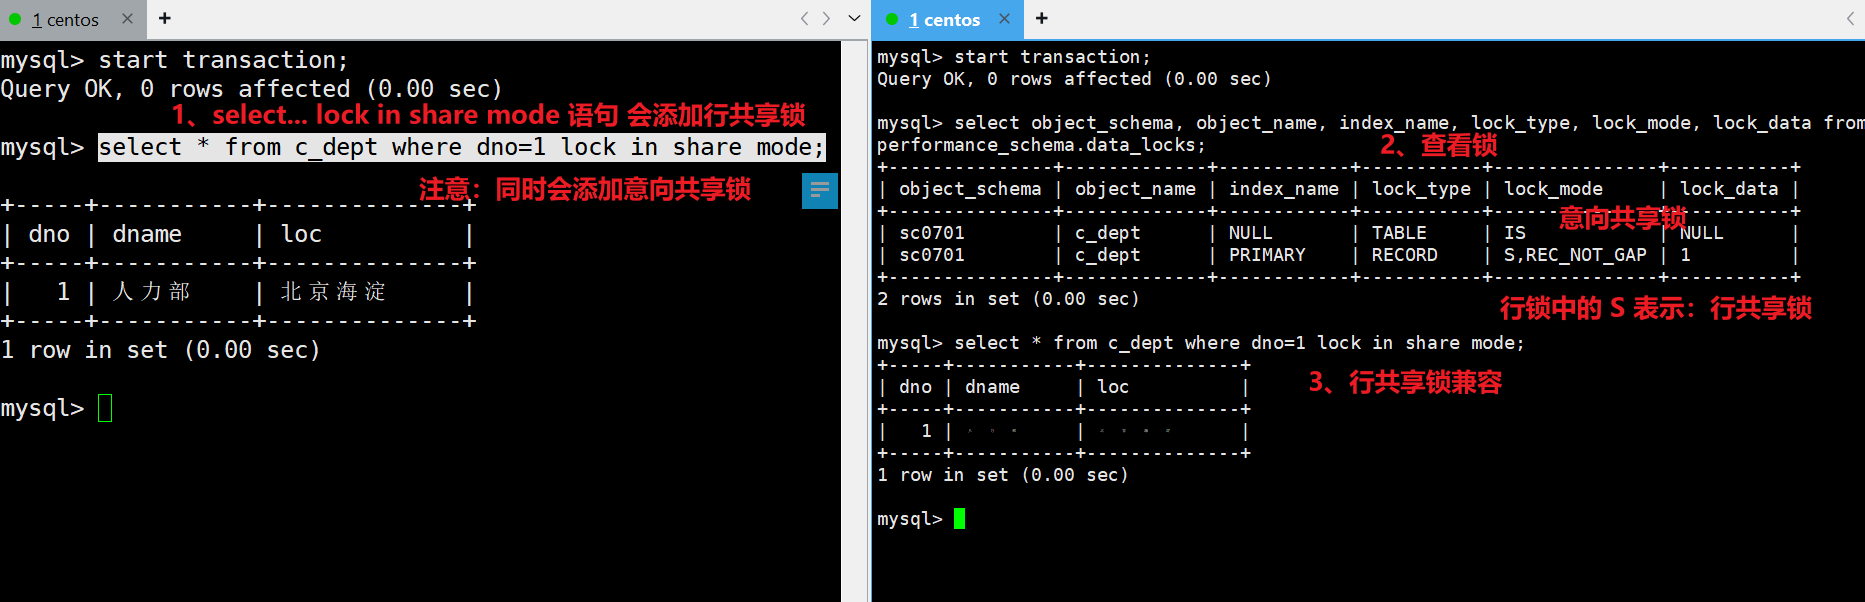 1 centos
mysql> start transaction;
Query OK, 0 rows affected (0.00 sec)
1、select... lock in share mode 语句 会添加行共享锁
mysql> select * from c_dept where dno=1 lock in share mode;
注意：同时会添加意向共享锁
+-----+-----------+--------------+
| dno | dname     | loc          |
+-----+-----------+--------------+
|   1 | 人力部     | 北京海淀      |
+-----+-----------+--------------+
1 row in set (0.00 sec)
mysql>
1 centos
mysql> start transaction;
Query OK, 0 rows affected (0.00 sec)
mysql> select object_schema, object_name, index_name, lock_type, lock_mode, lock_data from
performance_schema.data_locks;
2、查看锁
+---------------+-------------+------------+-----------+---------------+-----------+
| object_schema | object_name | index_name | lock_type | lock_mode     | lock_data |
+---------------+-------------+------------+-----------+---------------+-----------+
意向共享锁
| sc0701        | c_dept      | NULL       | TABLE     | IS            | NULL      |
| sc0701        | c_dept      | PRIMARY    | RECORD    | S,REC_NOT_GAP | 1         |
+---------------+-------------+------------+-----------+---------------+-----------+
2 rows in set (0.00 sec)
行锁中的 S 表示：行共享锁
mysql> select * from c_dept where dno=1 lock in share mode;
+-----+-----------+--------------+
| dno | dname     | loc          |
3、行共享锁兼容
+-----+-----------+--------------+
|   1 |           |              |
+-----+-----------+--------------+
1 row in set (0.00 sec)
mysql>